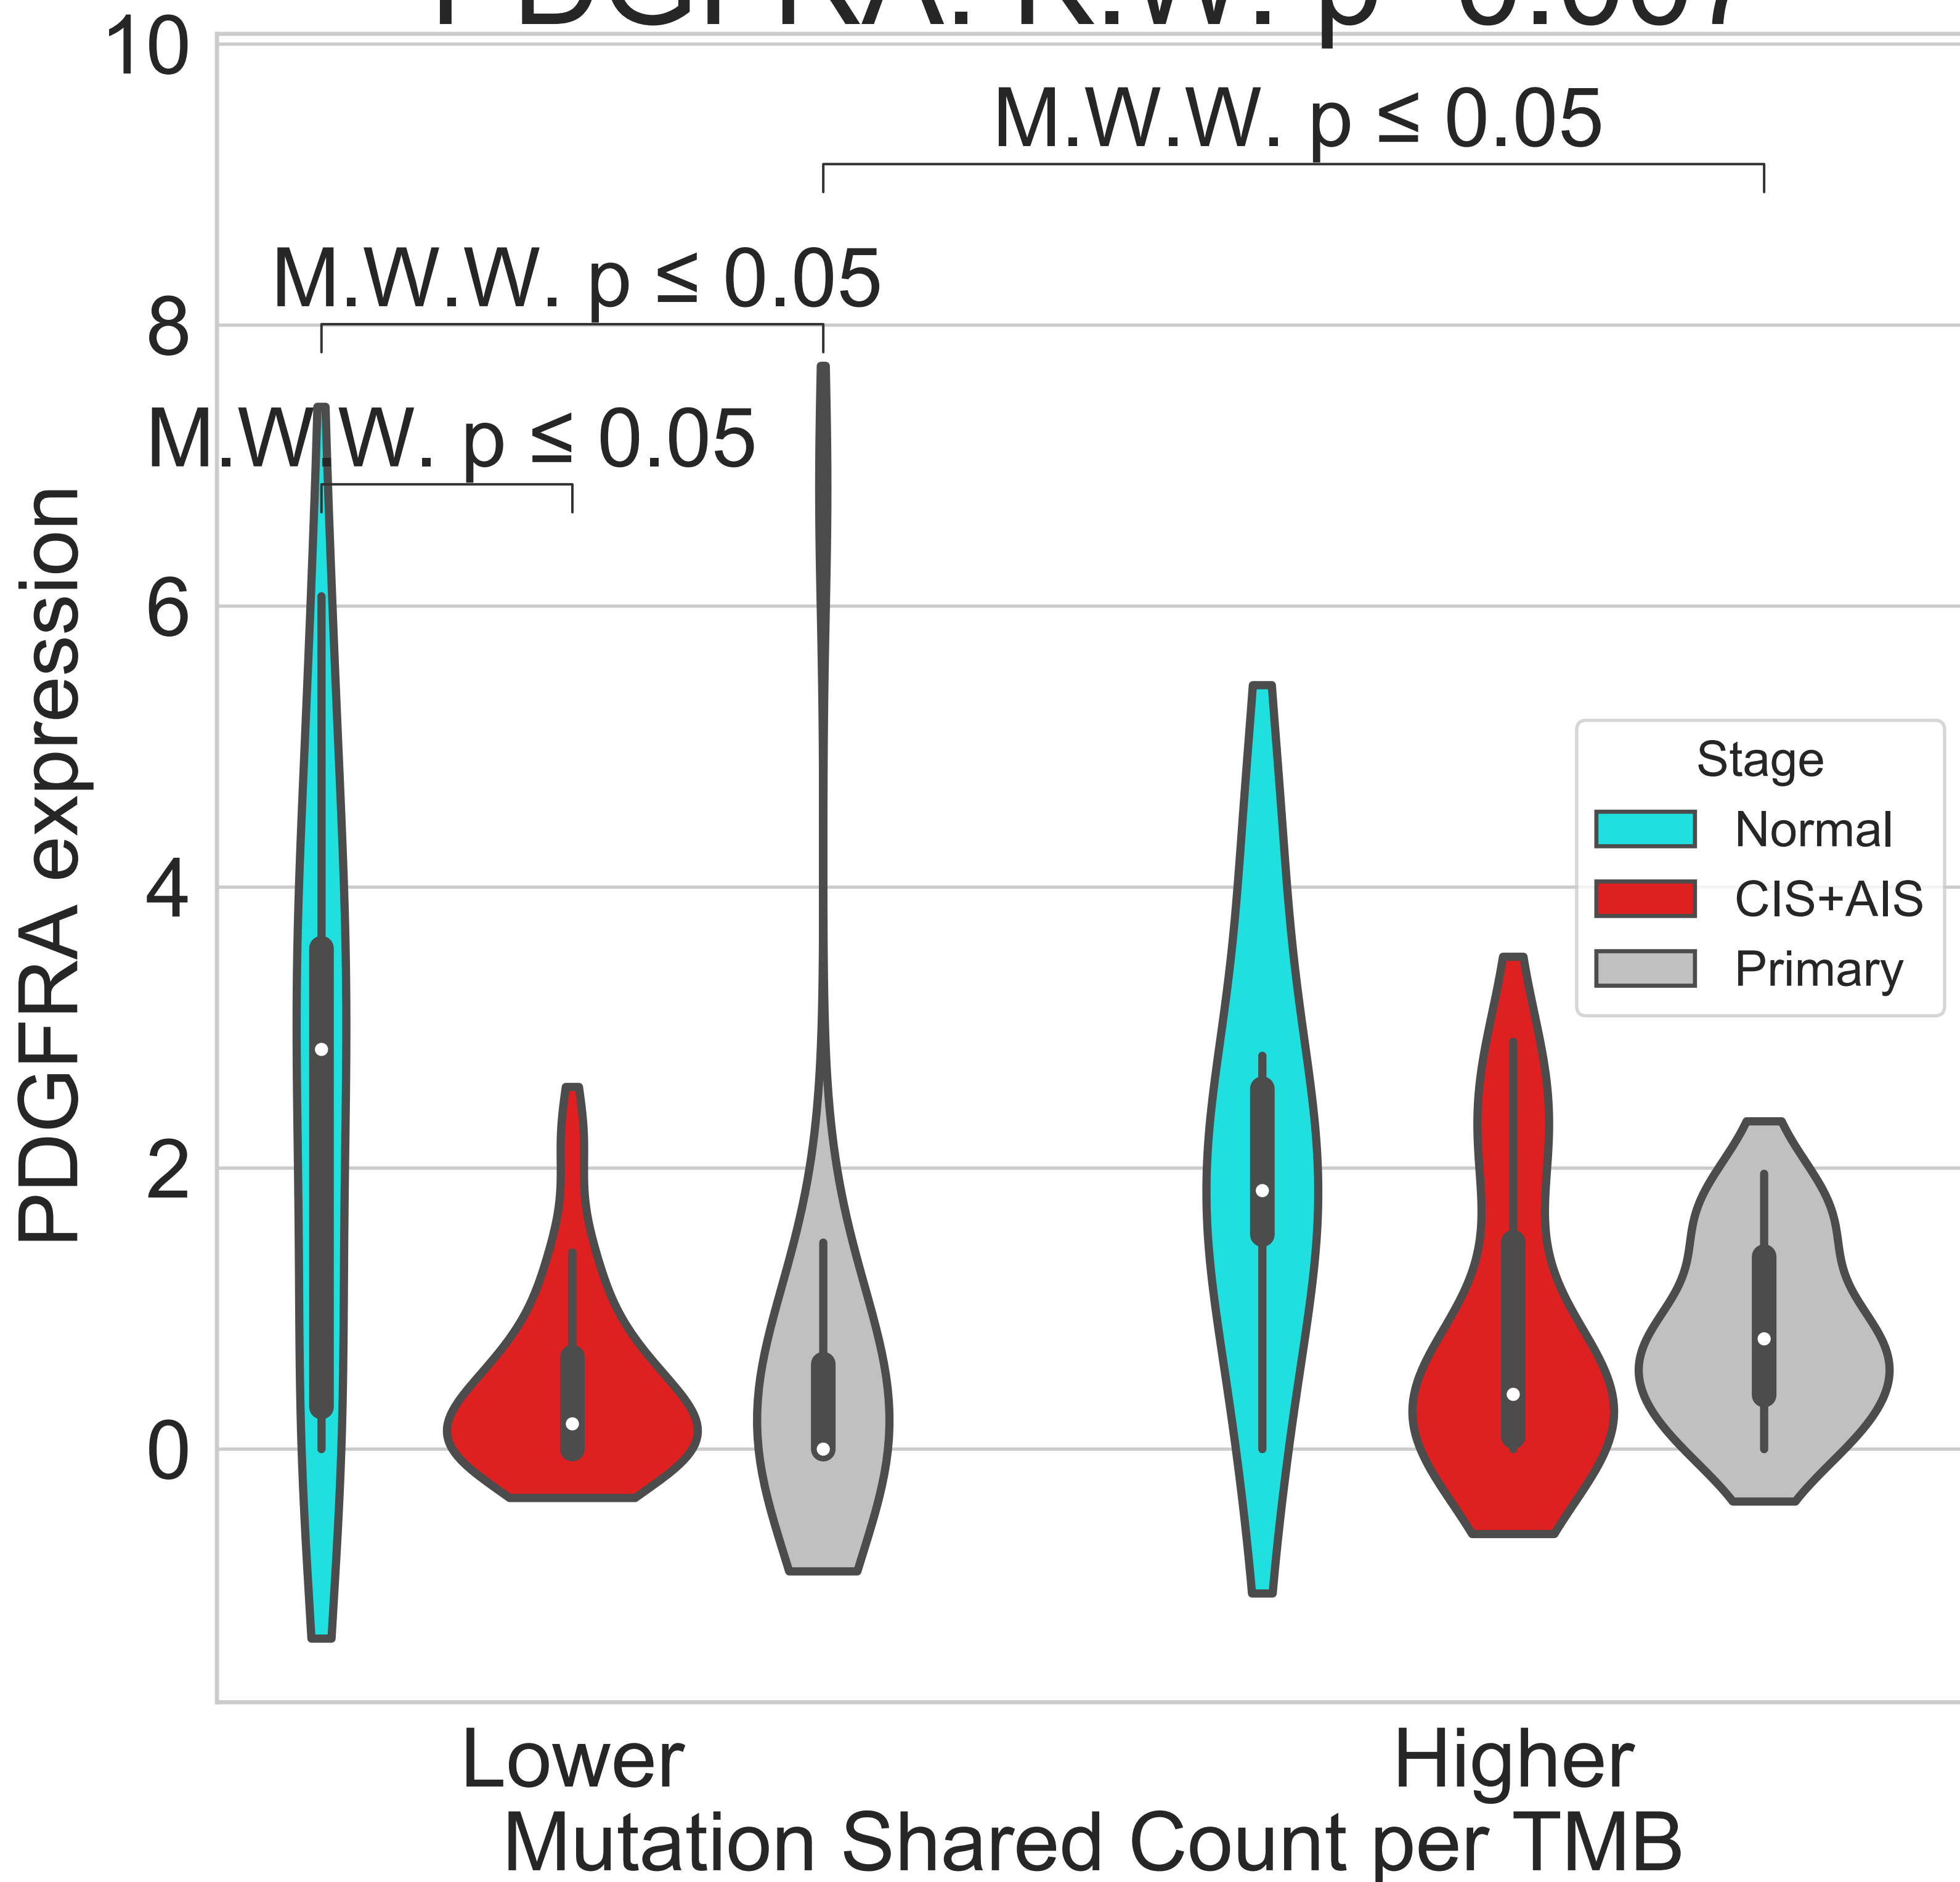 10
M.W.W. p ≤ 0.05
M.W.W. p ≤ 0.05
8
M.W.W. p ≤ 0.05
PDGFRA expression
6
4
2
0
Stage
Normal
CIS+AIS
Primary
Lower
Higher
Mutation Shared Count per TMB